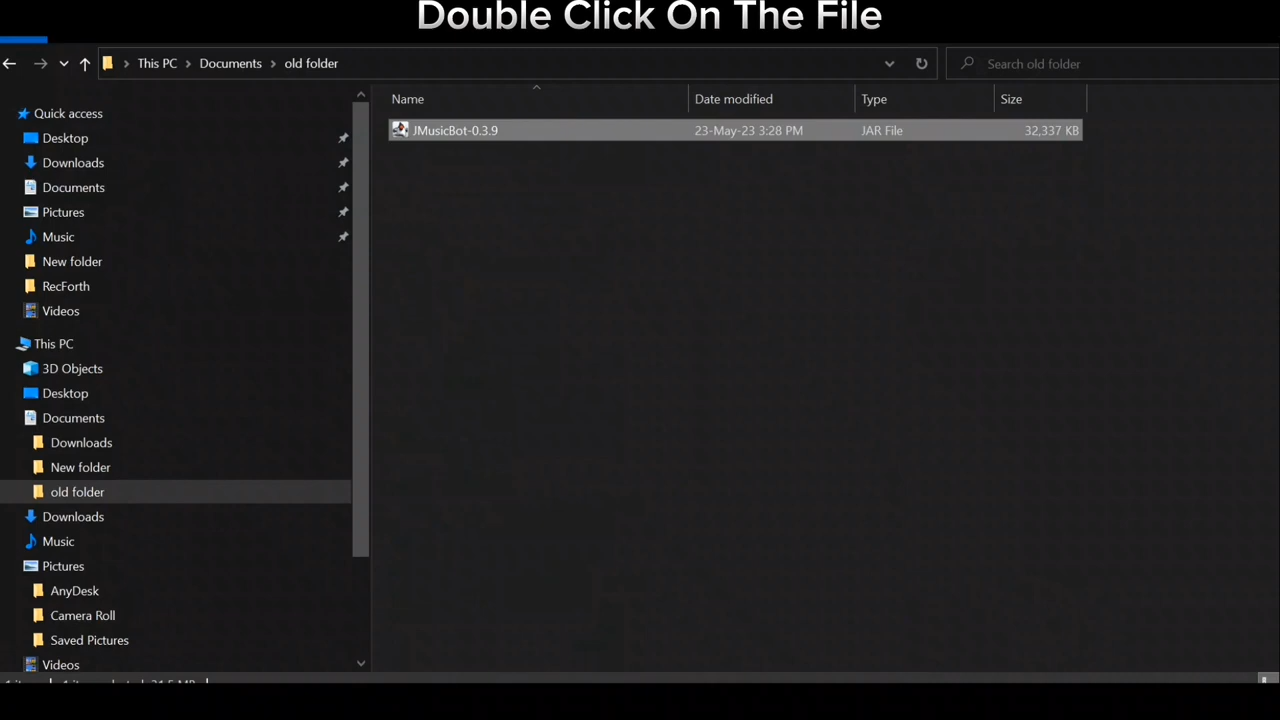 Double Click On The File
This PC > Documents > old folder
Search old folder
Name Date modified Type Size
JMusicBot-0.3.9 23-May-23 3:28 PM JAR File 32,337 KB
Quick access
Desktop
Downloads
Documents
Pictures
Music
New folder
RecForth
Videos
This PC
3D Objects
Desktop
Documents
Downloads
New folder
old folder
Downloads
Music
Pictures
AnyDesk
Camera Roll
Saved Pictures
Videos